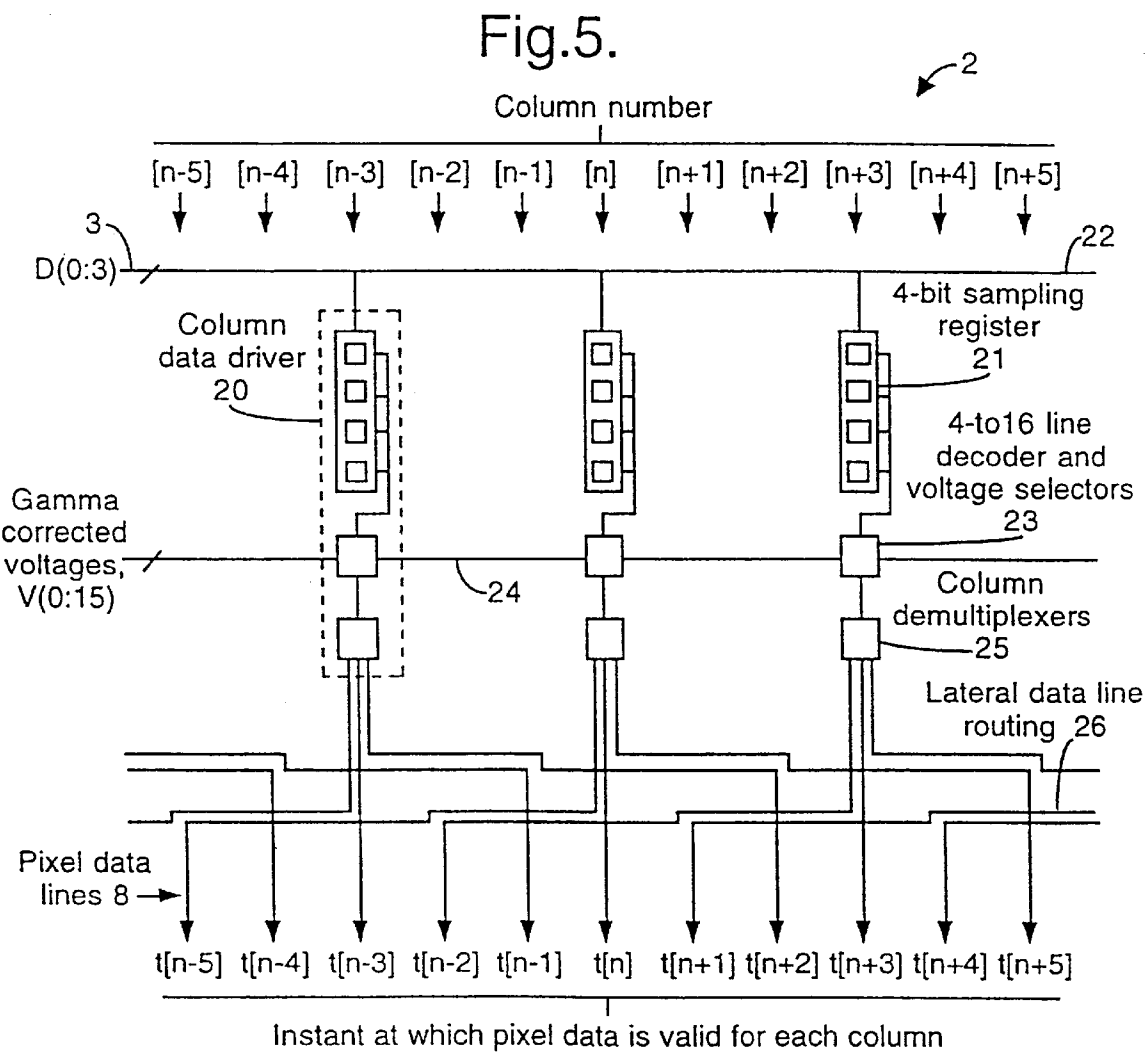 Fig.5.
2
Column number
[n-5] [n-4] [n-3] [n-2] [n-1] [n] [n+1] [n+2] [n+3] [n+4] [n+5]
3
D(0:3)
22
Column
data driver
20
4-bit sampling
register
21
4-to16 line
decoder and
voltage selectors
23
Gamma
corrected
voltages,
V(0:15)
24
Column
demultiplexers
25
Lateral data line
routing 26
Pixel data
lines 8
t[n-5] t[n-4] t[n-3] t[n-2] t[n-1] t[n] t[n+1] t[n+2] t[n+3] t[n+4] t[n+5]
Instant at which pixel data is valid for each column